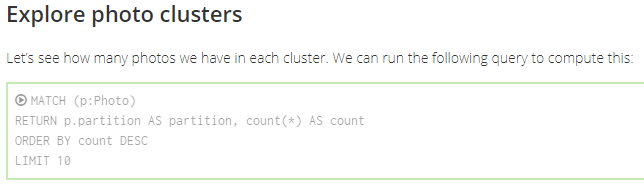 Explore photo clusters
Let's see how many photos we have in each cluster. We can run the following query to compute this:
MATCH (p:Photo)
RETURN p.partition AS partition, count(*) AS count
ORDER BY count DESC
LIMIT 10